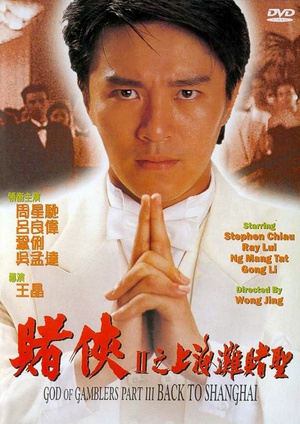 DVD
領銜主演
周星馳
呂良偉
鞏俐
吳孟達
導演
王晶
Starring
Stephen Chiau
Ray Lui
Ng Mang Tat
Gong Li
Directed By
Wong Jing
賭俠 II之上海灘賭聖
GOD OF GAMBLERS PART III BACK TO SHANGHAI